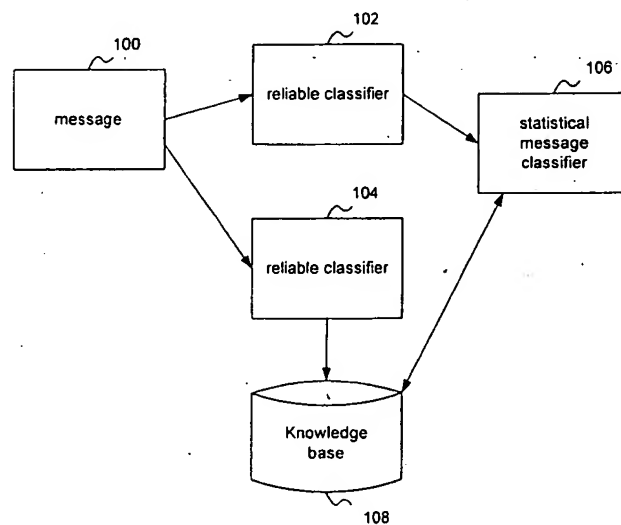 102
100
106
message
reliable classifier
statistical
message
classifier
104
reliable classifier
Knowledge
base
108